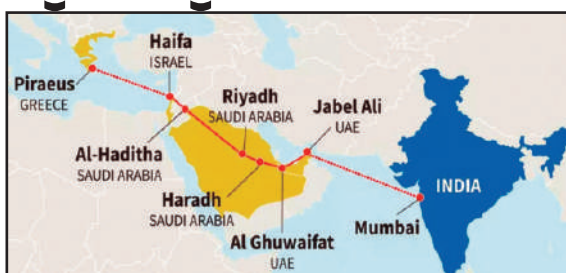 Haifa
ISRAEL
Piraeus
GREECE
Riyadh
SAUDI ARABIA
Jabel Ali
UAE
Al-Haditha
SAUDI ARABIA
INDIA
Haradh
SAUDI ARABIA
Mumbai
Al Ghuwaifat
UAE